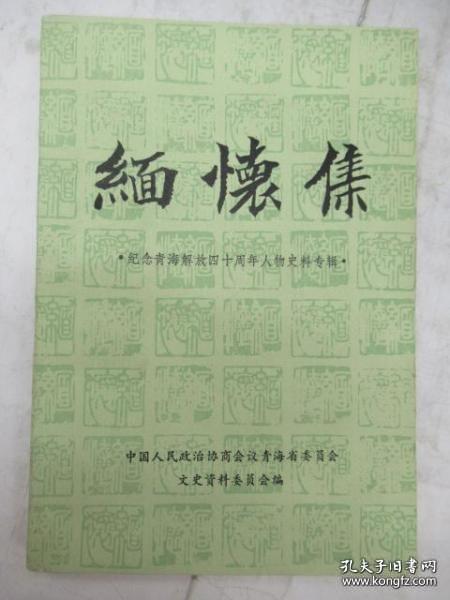 緬懷集
·纪念青海解放四十周年人物史料专辑·
中国人民政治协商会议青海省委员会
文史资料委员会编
孔夫子旧书网
www.kongfz.com